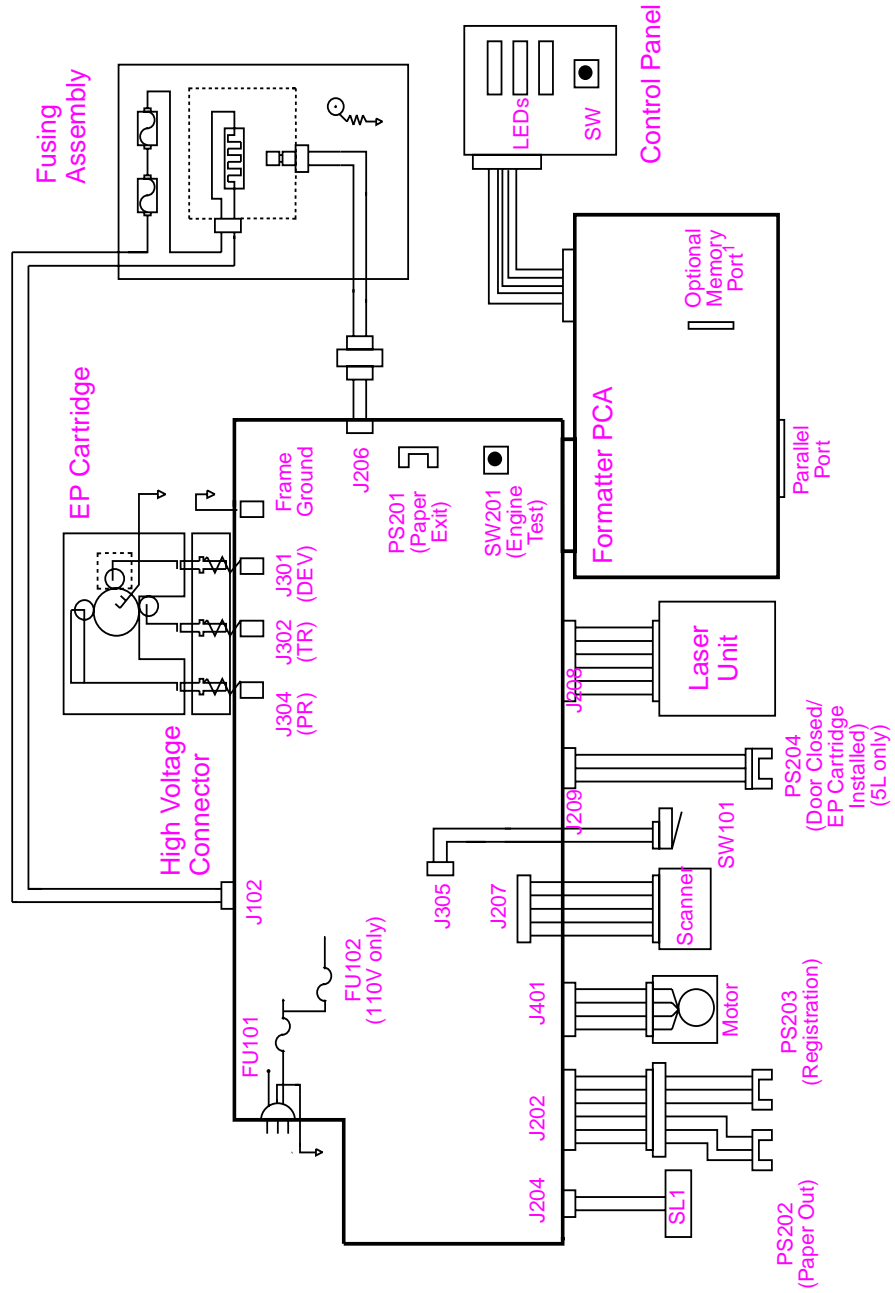 Fusing
Assembly
LEDs
SW
Control Panel
EP Cartridge
High Voltage
Connector
Frame
Ground
J301
(DEV)
J302
(TR)
J304
(PR)
J102
J206
PS201
(Paper
Exit)
SW201
(Engine
Test)
Formatter PCA
Optional
Memory
Port1
Parallel
Port
FU101
FU102
(110V only)
J305
J207
J208
J209
J401
J202
J204
Laser
Unit
PS204
(Door Closed/
EP Cartridge
Installed)
(5L only)
SW101
Scanner
Motor
PS203
(Registration)
SL1
PS202
(Paper Out)